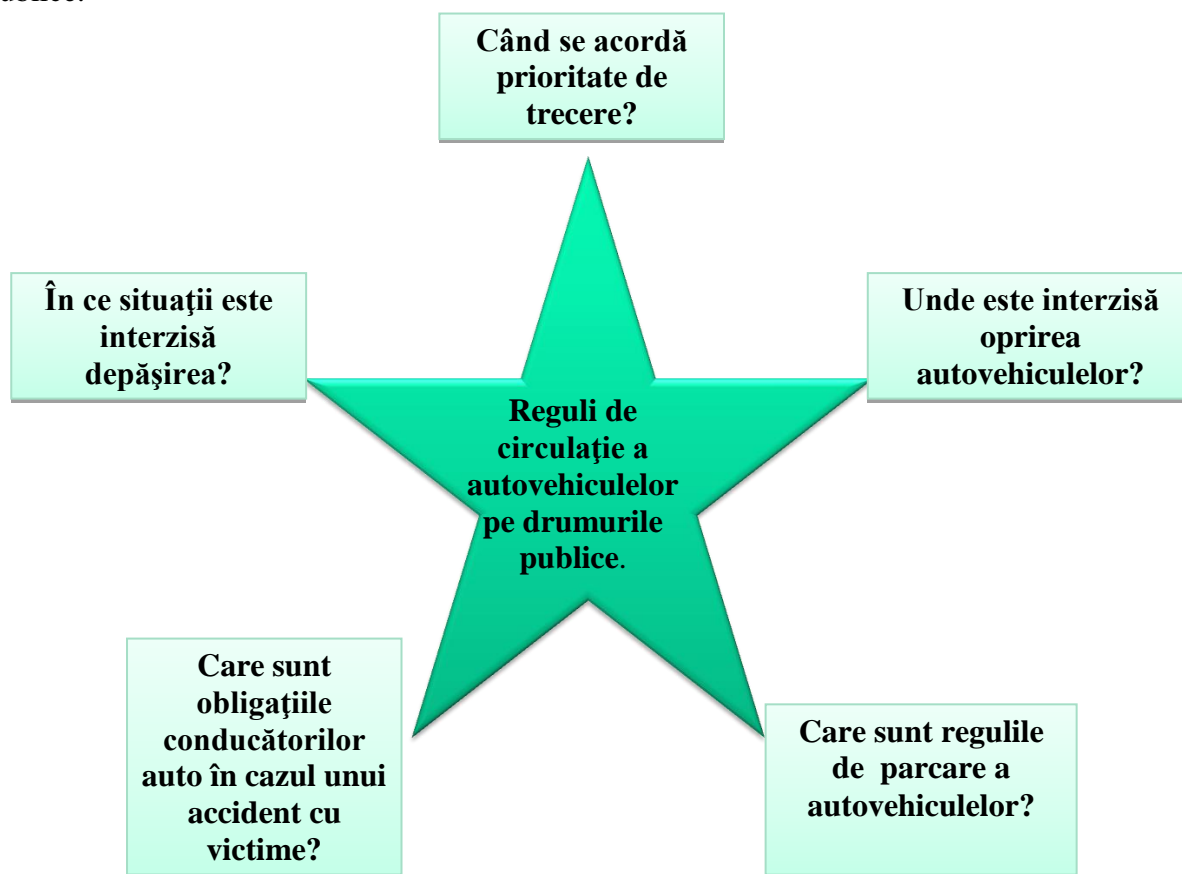 Când se acordă
prioritate de
trecere?
În ce situaţii este
interzisă
depăşirea?
Unde este interzisă
oprirea
autovehiculelor?
Reguli de
circulaţie a
autovehiculelor
pe drumurile
publice.
Care sunt
obligaţiile
conducătorilor
auto în cazul unui
accident cu
victime?
Care sunt regulile
de  parcare a
autovehiculelor?